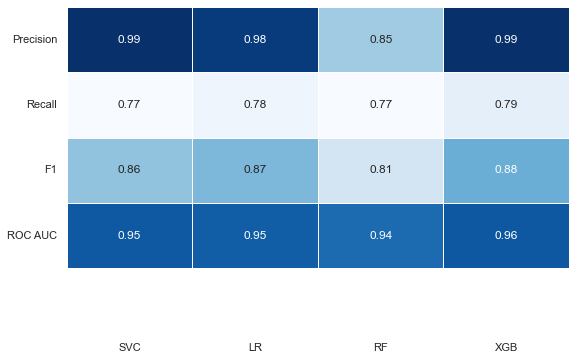 Precision 0.99 0.98 0.85 0.99
Recall 0.77 0.78 0.77 0.79
F1 0.86 0.87 0.81 0.88
ROC AUC 0.95 0.95 0.94 0.96
SVC LR RF XGB